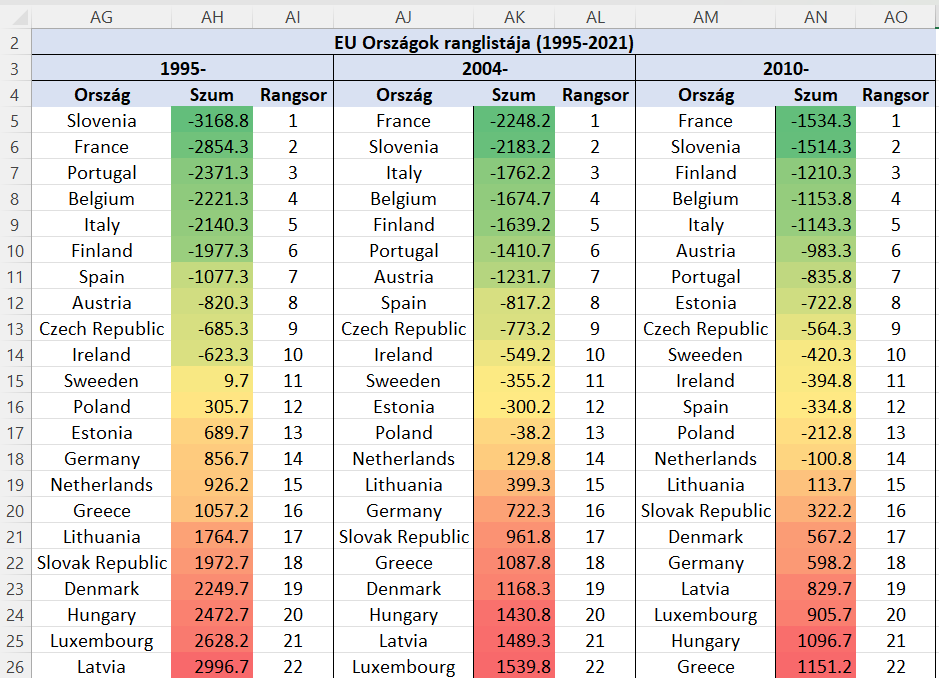 AG AH AI AJ AK AL AM AN AO
2 EU Országok ranglistája (1995-2021)
3 1995- 2004- 2010-
4 Ország Szum Rangsor Ország Szum Rangsor Ország Szum Rangsor
5 Slovenia -3168.8 1 France -2248.2 1 France -1534.3 1
6 France -2854.3 2 Slovenia -2183.2 2 Slovenia -1514.3 2
7 Portugal -2371.3 3 Italy -1762.2 3 Finland -1210.3 3
8 Belgium -2221.3 4 Belgium -1674.7 4 Belgium -1153.8 4
9 Italy -2140.3 5 Finland -1639.2 5 Italy -1143.3 5
10 Finland -1977.3 6 Portugal -1410.7 6 Austria -983.3 6
11 Spain -1077.3 7 Austria -1231.7 7 Portugal -835.8 7
12 Austria -820.3 8 Spain -817.2 8 Estonia -722.8 8
13 Czech Republic -685.3 9 Czech Republic -773.2 9 Czech Republic -564.3 9
14 Ireland -623.3 10 Ireland -549.2 10 Sweeden -420.3 10
15 Sweeden 9.7 11 Sweeden -355.2 11 Ireland -394.8 11
16 Poland 305.7 12 Estonia -300.2 12 Spain -334.8 12
17 Estonia 689.7 13 Poland -38.2 13 Poland -212.8 13
18 Germany 856.7 14 Netherlands 129.8 14 Netherlands -100.8 14
19 Netherlands 926.2 15 Lithuania 399.3 15 Lithuania 113.7 15
20 Greece 1057.2 16 Germany 722.3 16 Slovak Republic 322.2 16
21 Lithuania 1764.7 17 Slovak Republic 961.8 17 Denmark 567.2 17
22 Slovak Republic 1972.7 18 Greece 1087.8 18 Germany 598.2 18
23 Denmark 2249.7 19 Denmark 1168.3 19 Latvia 829.7 19
24 Hungary 2472.7 20 Hungary 1430.8 20 Luxembourg 905.7 20
25 Luxembourg 2628.2 21 Latvia 1489.3 21 Hungary 1096.7 21
26 Latvia 2996.7 22 Luxembourg 1539.8 22 Greece 1151.2 22